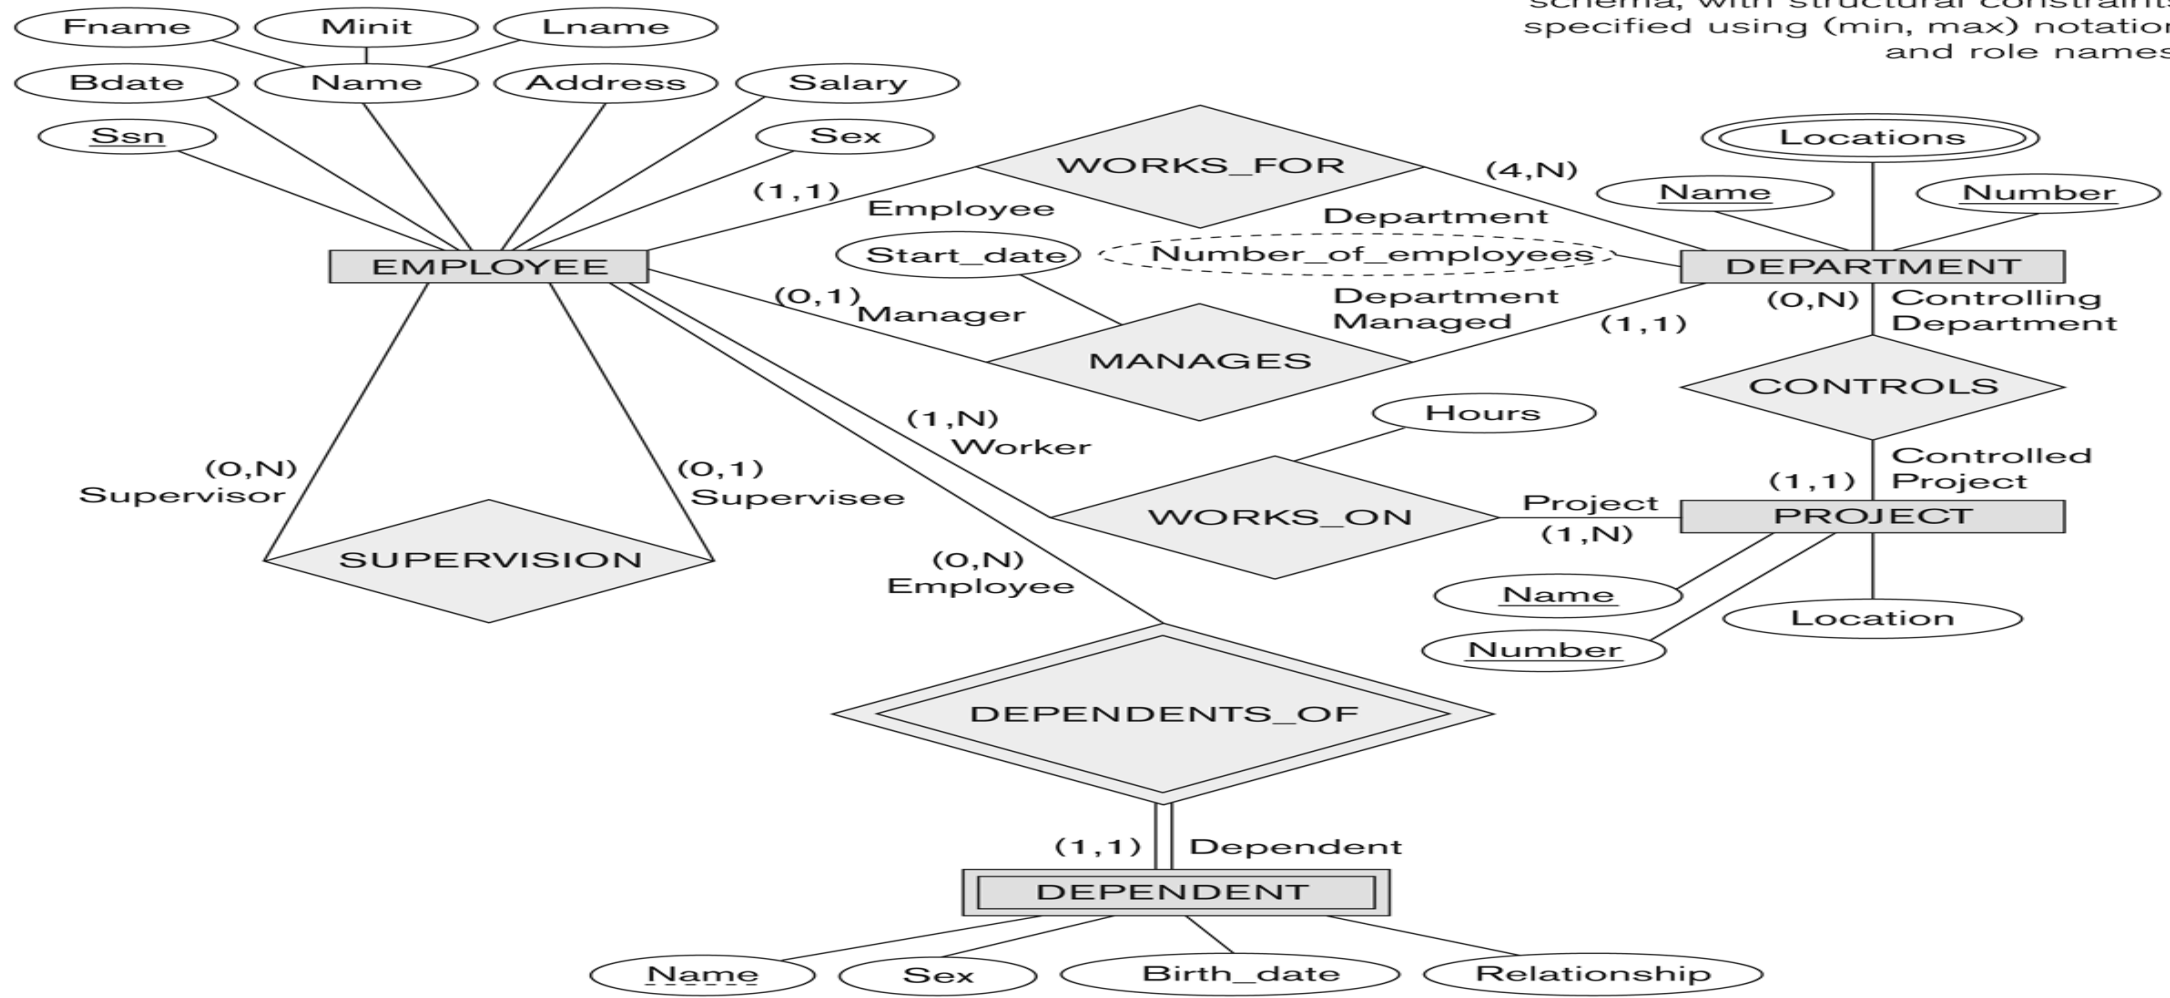 schema, with structural constraints
specified using (min, max) notation
and role names
Fname
Minit
Lname
Bdate
Name
Address
Salary
Ssn
Sex
WORKS_FOR
(1,1)
Employee
(4,N)
Department
Locations
Name
Number
EMPLOYEE
Start_date
Number_of_employees
DEPARTMENT
(0,1)
Manager
Department
Managed
(1,1)
MANAGES
(0,N)
Controlling
Department
CONTROLS
Hours
(1,N)
Worker
Controlled
Project
(1,1)
(0,N)
Supervisor
(0,1)
Supervisee
WORKS_ON
Project
(1,N)
PROJECT
SUPERVISION
(0,N)
Employee
Name
Number
Location
DEPENDENTS_OF
(1,1)
Dependent
DEPENDENT
Name
Sex
Birth_date
Relationship